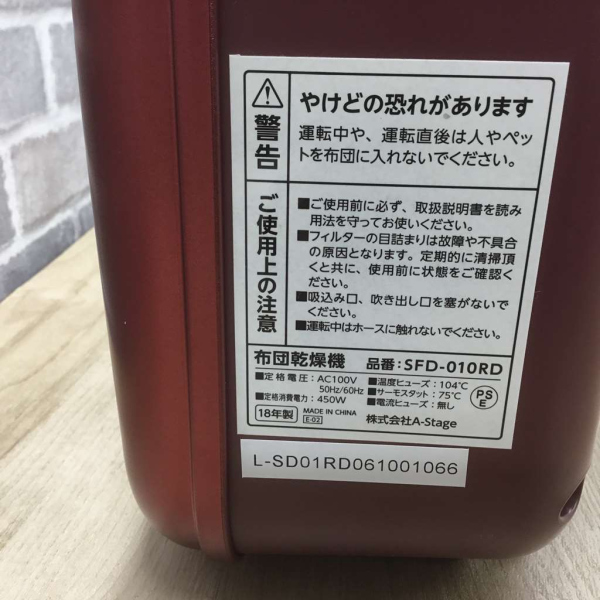 警告
やけどの恐れがあります
運転中や、運転直後は人やペッ
トを布団に入れないでください。
ご使用上の注意
■ご使用前に必ず、取扱説明書を読み
用法を守ってお使いください。
■フィルターの目詰まりは故障や不具合
の原因となります。定期的に清掃頂
くと共に、使用前に状態をご確認く
ださい。
■吸込み口、吹き出し口を塞がないで
ください。
■運転中はホースに触れないでください。
布団乾燥機 品番:SFD-010RD
■定格電圧:AC100V
50Hz/60Hz
■定格消費電力:450W
■温度ヒューズ:104℃
■サーモスタット:75℃
■電流ヒューズ:無し
PS
E
18年製
MADE IN CHINA
E-02
株式会社A-Stage
L-SD01RD061001066